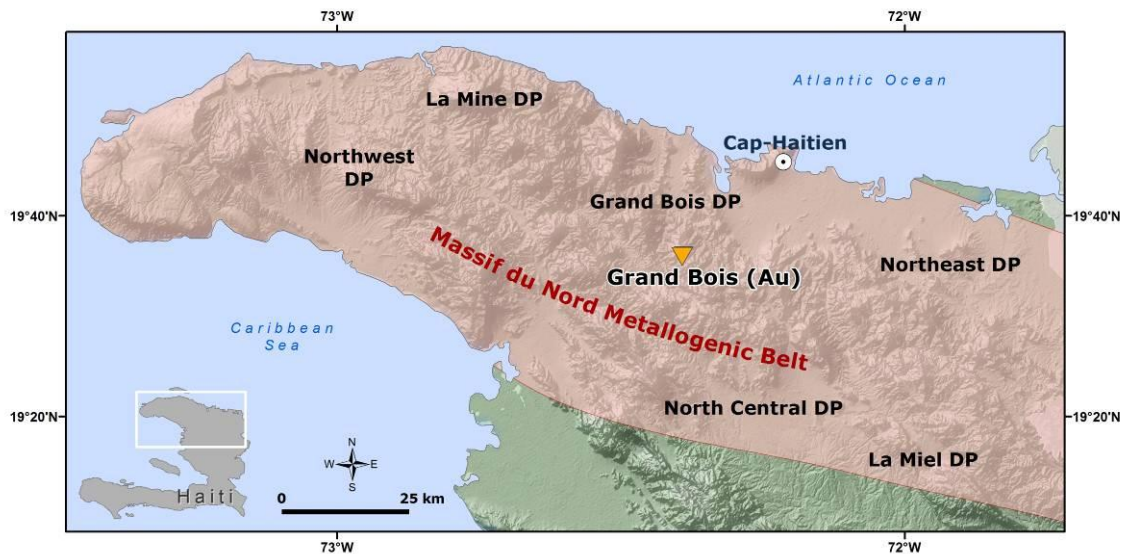 73°W
72°W
Atlantic Ocean
La Mine DP
Cap-Haitien
Northwest
DP
Grand Bois DP
19°40'N
19°40'N
Northeast DP
Grand Bois (Au)
Massif du Nord Metallogenic Belt
Caribbean
Sea
19°20'N
19°20'N
North Central DP
La Miel DP
N
W
E
S
Haiti
0
25 km
73°W
72°W